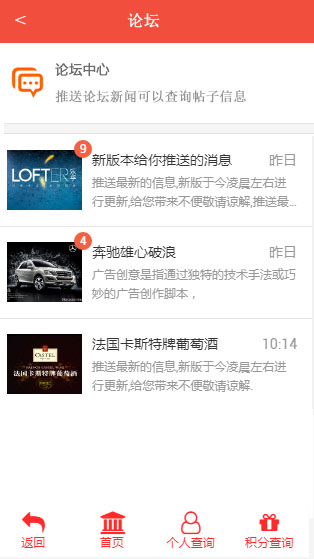 <
论坛
论坛中心
推送论坛新闻可以查询帖子信息
9
LOFTER
新版本给你推送的消息
昨日
推送最新的信息,新版于今凌晨左右进
行更新,给您带来不便敬请谅解,推送最...
4
奔驰雄心破浪
昨日
广告创意是指通过独特的技术手法或巧
妙的广告创作脚本，
CASTEL
法国卡斯特牌葡萄酒
法国卡斯特牌葡萄酒
10:14
推送最新的信息,新版于今凌晨左右进
行更新,给您带来不便敬请谅解.
返回
首页
个人查询
积分查询